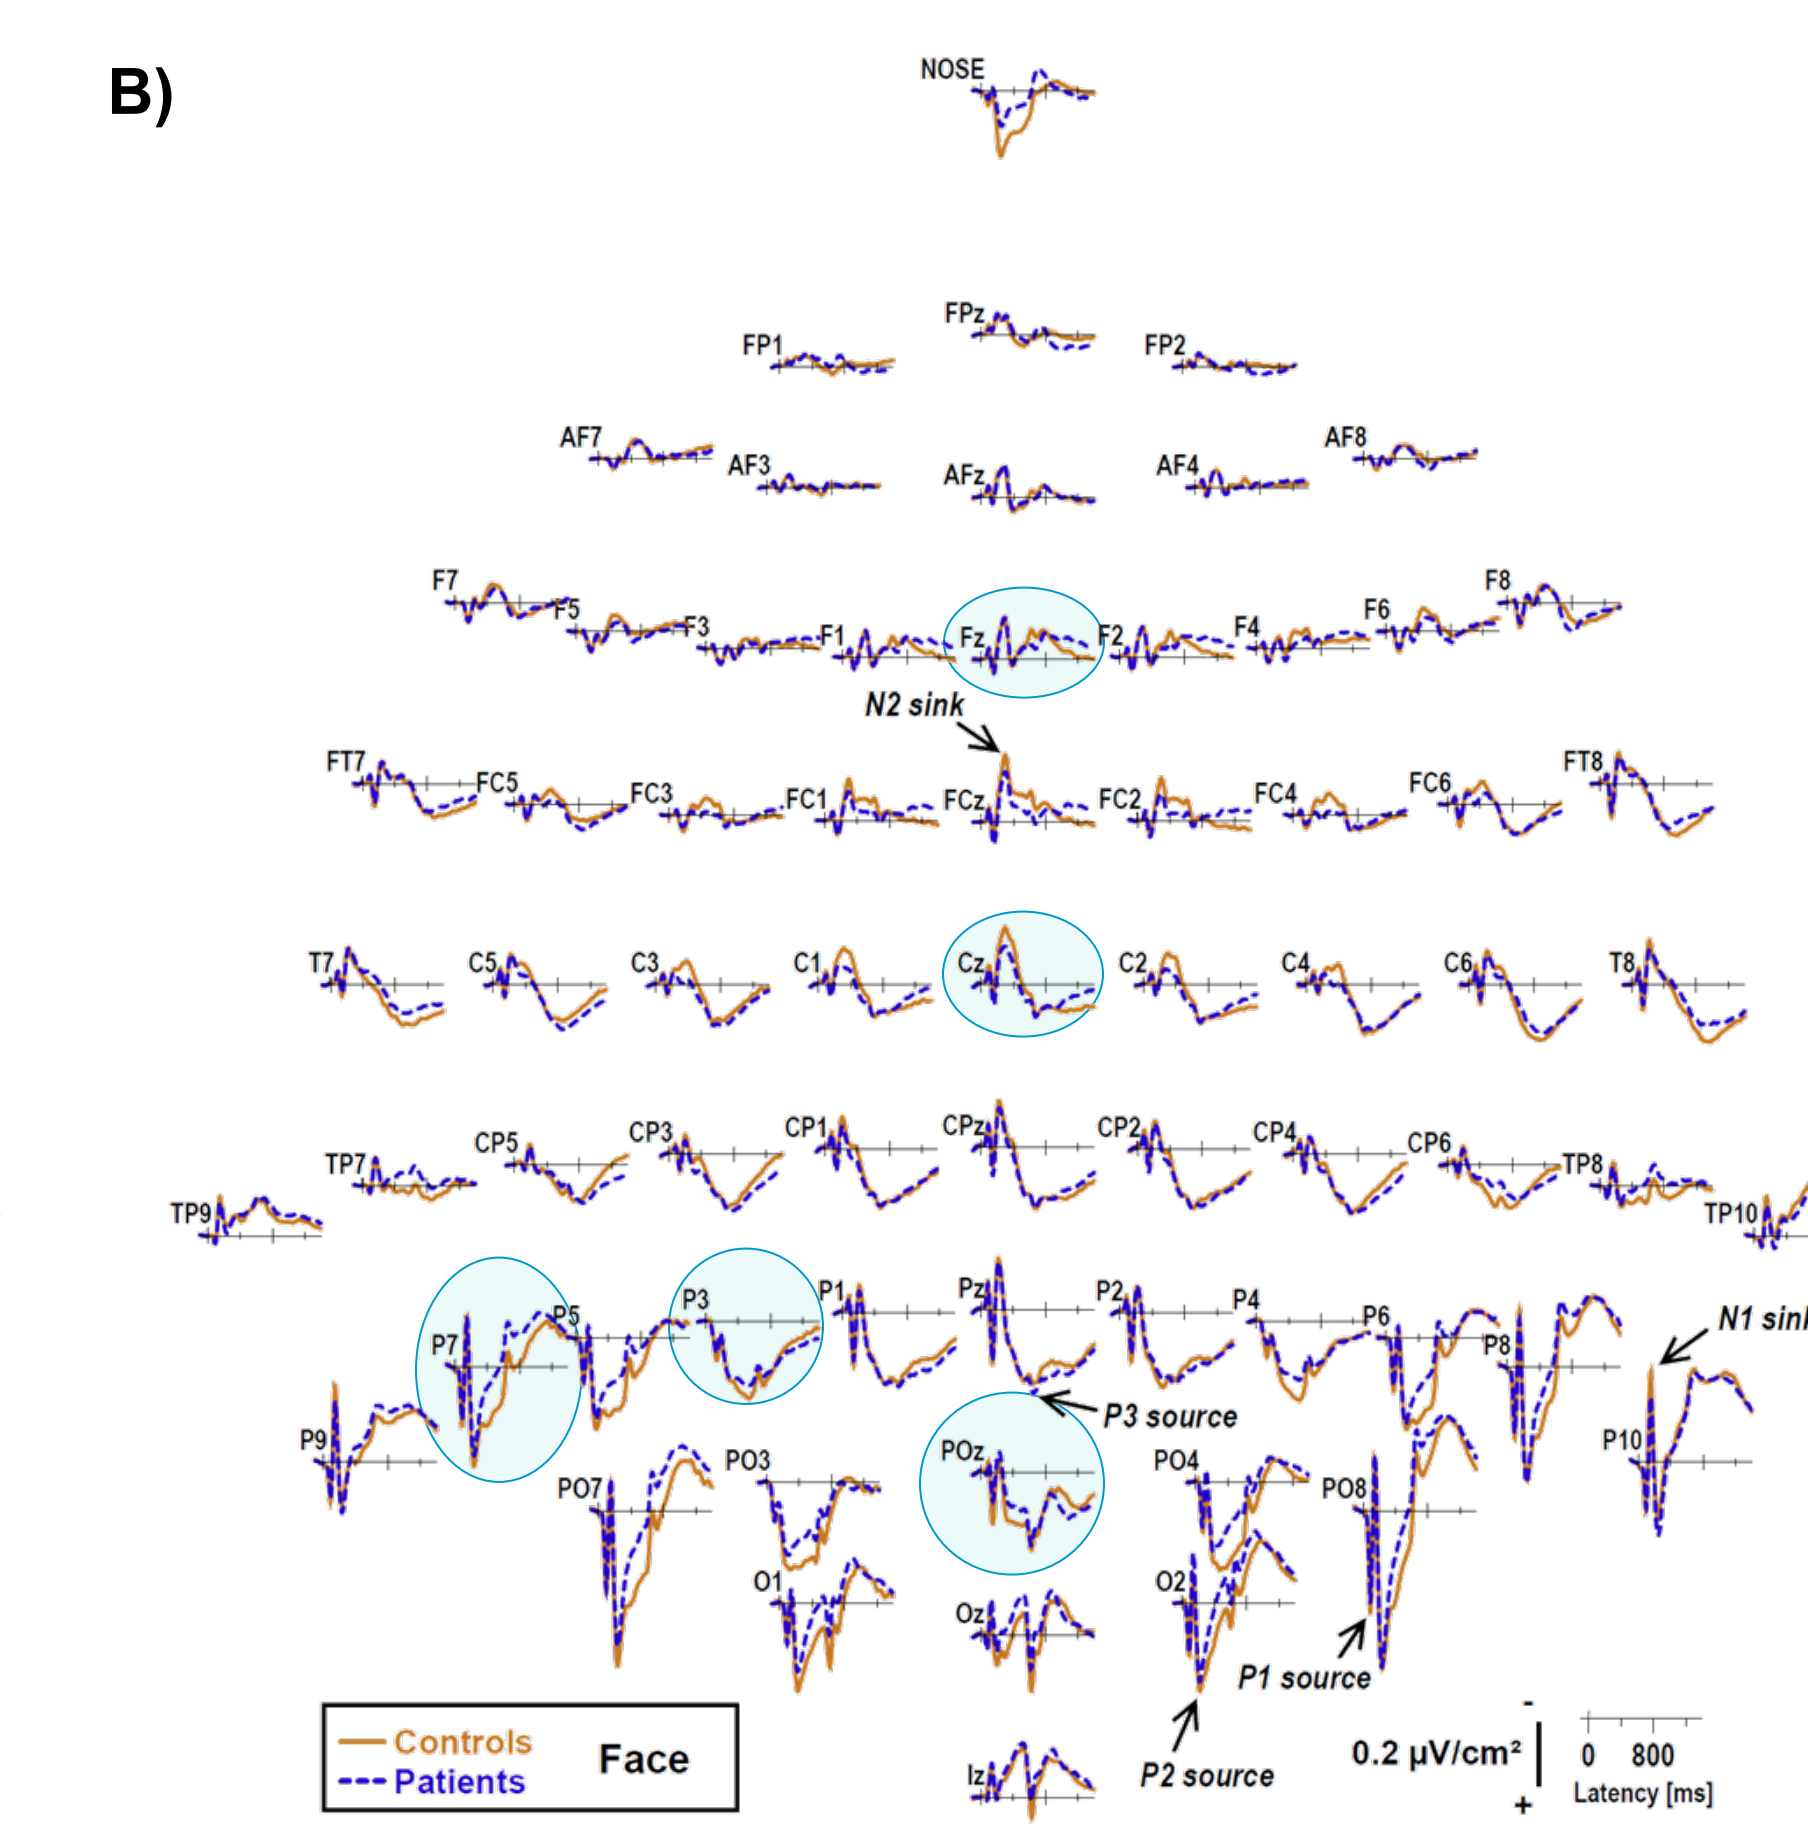 B)
NOSE
FPz
FP1
FP2
AF7
AF8
AF3
AFz
AF4
F7
F8
F5
F6
F3
F1
Fz
F2
F4
N2 sink
FT7
FT8
FC5
FC6
FC3
FC1
FCz
FC2
FC4
T7
C5
C3
C1
Cz
C2
C4
C6
T8
CP5
CP3
CP1
CPz
CP2
CP4
CP6
TP7
TP8
TP9
TP10
P7
P5
P3
P1
Pz
P2
P4
P6
P8
N1 sink
P3 source
P9
P10
PO7
PO3
POz
PO4
PO8
O1
Oz
O2
P1 source
P2 source
Iz
Controls
Patients
Face
-
0.2 µV/cm²
+
0 800
Latency [ms]